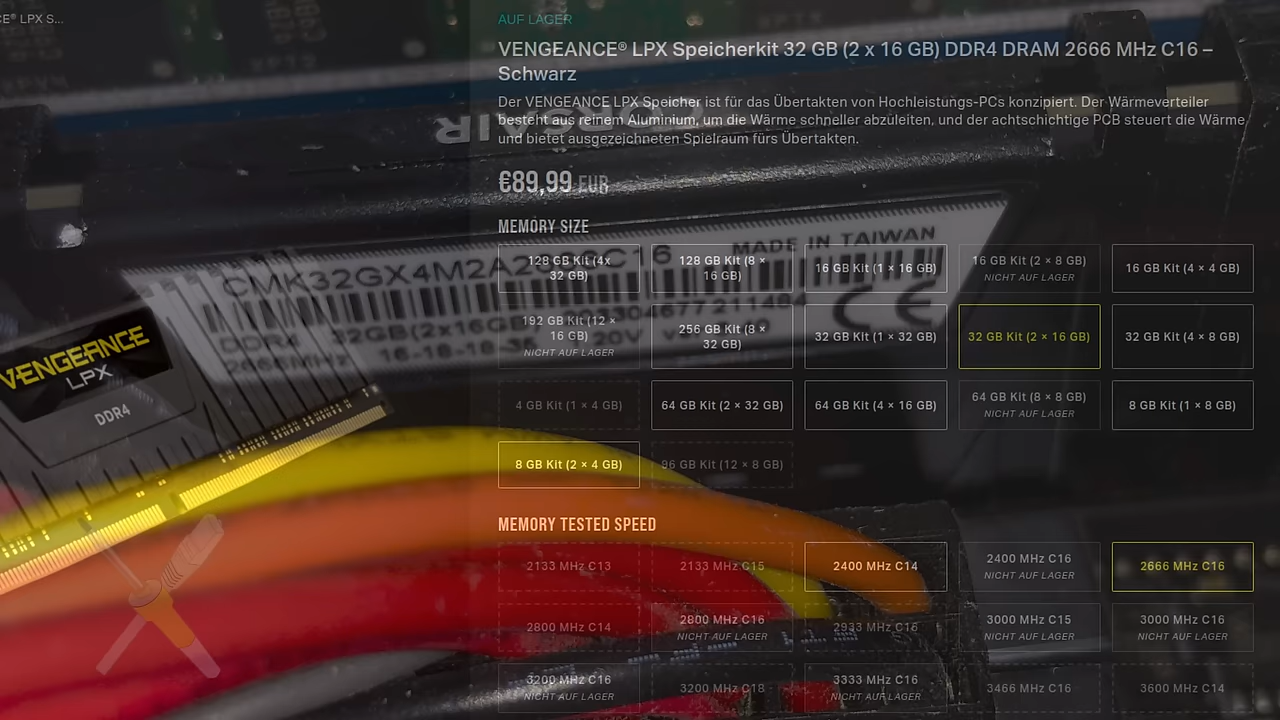 CE® LPX S...
AUF LAGER
VENGEANCE® LPX Speicherkit 32 GB (2 x 16 GB) DDR4 DRAM 2666 MHz C16 –
Schwarz
Der VENGEANCE LPX Speicher ist für das Übertakten von Hochleistungs-PCs konzipiert. Der Wärmeverteiler
besteht aus reinem Aluminium, um die Wärme schneller abzuleiten, und der achtschichtige PCB steuert die Wärme
und bietet ausgezeichneten Spielraum fürs Übertakten.
CORSAIR
€89,99 EUR
MEMORY SIZE
128 GB Kit (4x
32 GB)
128 GB Kit (8 ×
16 GB)
16 GB Kit (1 × 16 GB)
16 GB Kit (2 × 8 GB)
NICHT AUF LAGER
16 GB Kit (4 × 4 GB)
192 GB Kit (12 ×
16 GB)
NICHT AUF LAGER
256 GB Kit (8 ×
32 GB)
32 GB Kit (1 × 32 GB)
32 GB Kit (2 × 16 GB)
32 GB Kit (4 × 8 GB)
4 GB Kit (1 × 4 GB)
64 GB Kit (2 × 32 GB)
64 GB Kit (4 × 16 GB)
64 GB Kit (8 × 8 GB)
NICHT AUF LAGER
8 GB Kit (1 × 8 GB)
8 GB Kit (2 × 4 GB)
96 GB Kit (12 × 8 GB)
MEMORY TESTED SPEED
2133 MHz C13
2133 MHz C15
2400 MHz C14
2400 MHz C16
NICHT AUF LAGER
2666 MHz C16
2800 MHz C14
2800 MHz C16
NICHT AUF LAGER
2933 MHz C16
3000 MHz C15
NICHT AUF LAGER
3000 MHz C16
NICHT AUF LAGER
3200 MHz C16
NICHT AUF LAGER
3200 MHz C18
3333 MHz C16
NICHT AUF LAGER
3466 MHz C16
3600 MHz C14
MADE IN TAIWAN
DDR4 32GB(2x16GB
2666MHz 16-18-18-35
VENGEANCE
LPX
DDR4